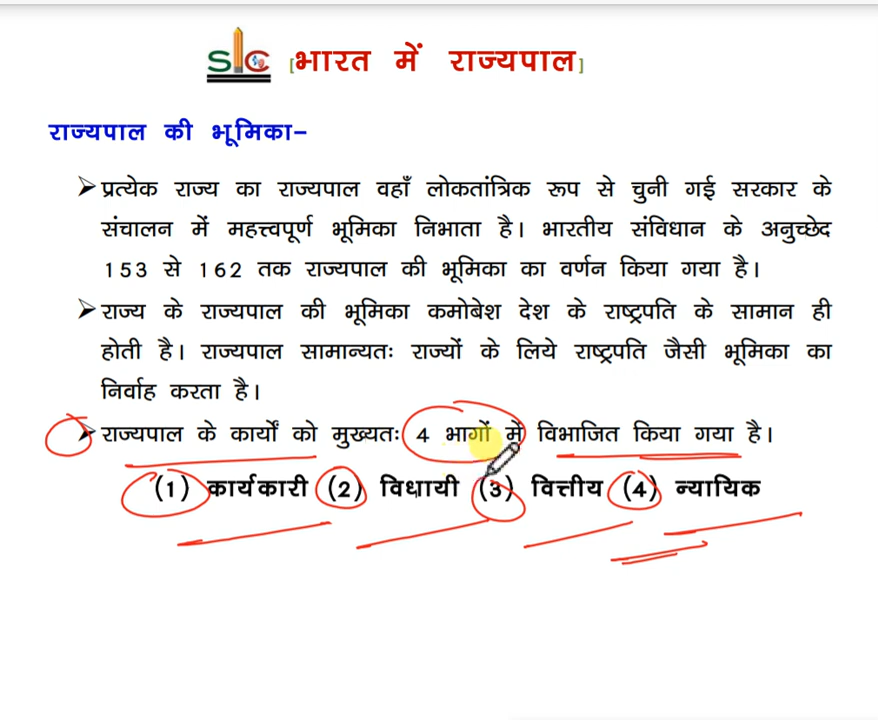 SLC [भारत में राज्यपाल]
राज्यपाल की भूमिका-
➢ प्रत्येक राज्य का राज्यपाल वहाँ लोकतांत्रिक रूप से चुनी गई सरकार के
संचालन में महत्त्वपूर्ण भूमिका निभाता है। भारतीय संविधान के अनुच्छेद
153 से 162 तक राज्यपाल की भूमिका का वर्णन किया गया है।
➢ राज्य के राज्यपाल की भूमिका कमोबेश देश के राष्ट्रपति के सामान ही
होती है। राज्यपाल सामान्यतः राज्यों के लिये राष्ट्रपति जैसी भूमिका का
निर्वाह करता है।
➢ राज्यपाल के कार्यों को मुख्यतः 4 भागों में विभाजित किया गया है।
(1) कार्यकारी (2) विधायी (3) वित्तीय (4) न्यायिक